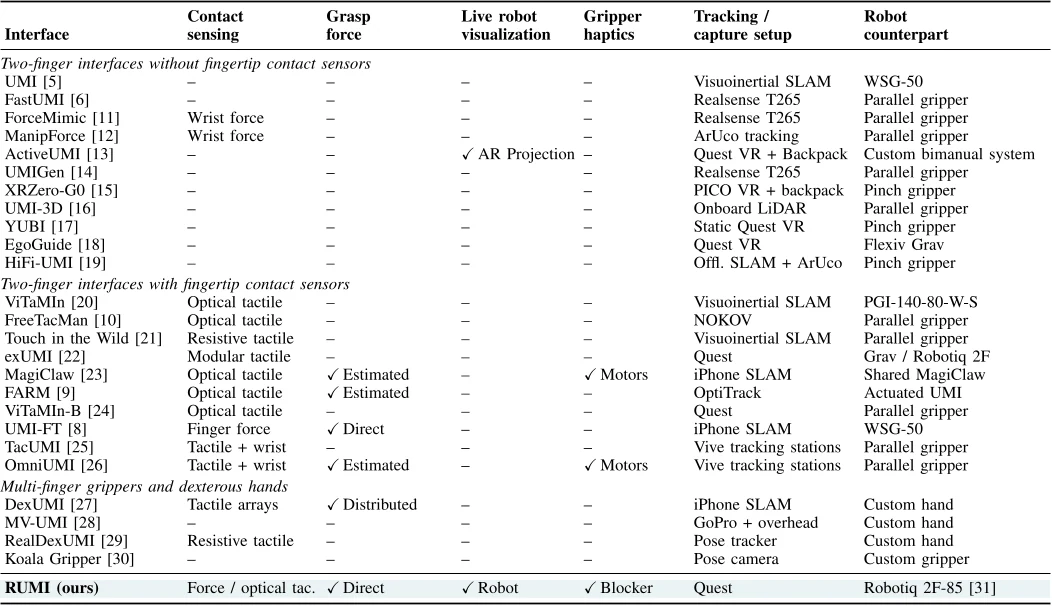 Interface Contact sensing Grasp force Live robot visualization Gripper haptics Tracking / capture setup Robot counterpart
Two-finger interfaces without fingertip contact sensors
UMI [5] – – – – Visuoinertial SLAM WSG-50
FastUMI [6] – – – – Realsense T265 Parallel gripper
ForceMimic [11] Wrist force – – – Realsense T265 Parallel gripper
ManipForce [12] Wrist force – – – ArUco tracking Parallel gripper
ActiveUMI [13] – – ✓ AR Projection – Quest VR + Backpack Custom bimanual system
UMIGen [14] – – – – Realsense T265 Parallel gripper
XRZero-G0 [15] – – – – PICO VR + backpack Pinch gripper
UMI-3D [16] – – – – Onboard LiDAR Parallel gripper
YUBI [17] – – – – Static Quest VR Pinch gripper
EgoGuide [18] – – – – Quest VR Flexiv Grav
HiFi-UMI [19] – – – – Offl. SLAM + ArUco Pinch gripper
Two-finger interfaces with fingertip contact sensors
ViTaMIn [20] Optical tactile – – – Visuoinertial SLAM PGI-140-80-W-S
FreeTacMan [10] Optical tactile – – – NOKOV Parallel gripper
Touch in the Wild [21] Resistive tactile – – – Visuoinertial SLAM Parallel gripper
exUMI [22] Modular tactile – – – Quest Grav / Robotiq 2F
MagiClaw [23] Optical tactile ✓ Estimated – ✓ Motors iPhone SLAM Shared MagiClaw
FARM [9] Optical tactile ✓ Estimated – – OptiTrack Actuated UMI
ViTaMIn-B [24] Optical tactile – – – Quest Parallel gripper
UMI-FT [8] Finger force ✓ Direct – – iPhone SLAM WSG-50
TacUMI [25] Tactile + wrist – – – Vive tracking stations Parallel gripper
OmniUMI [26] Tactile + wrist ✓ Estimated – ✓ Motors Vive tracking stations Parallel gripper
Multi-finger grippers and dexterous hands
DexUMI [27] Tactile arrays ✓ Distributed – – iPhone SLAM Custom hand
MV-UMI [28] – – – – GoPro + overhead Custom hand
RealDexUMI [29] Resistive tactile – – – Pose tracker Custom hand
Koala Gripper [30] – – – – Pose camera Custom gripper
RUMI (ours) Force / optical tac. ✓ Direct ✓ Robot ✓ Blocker Quest Robotiq 2F-85 [31]